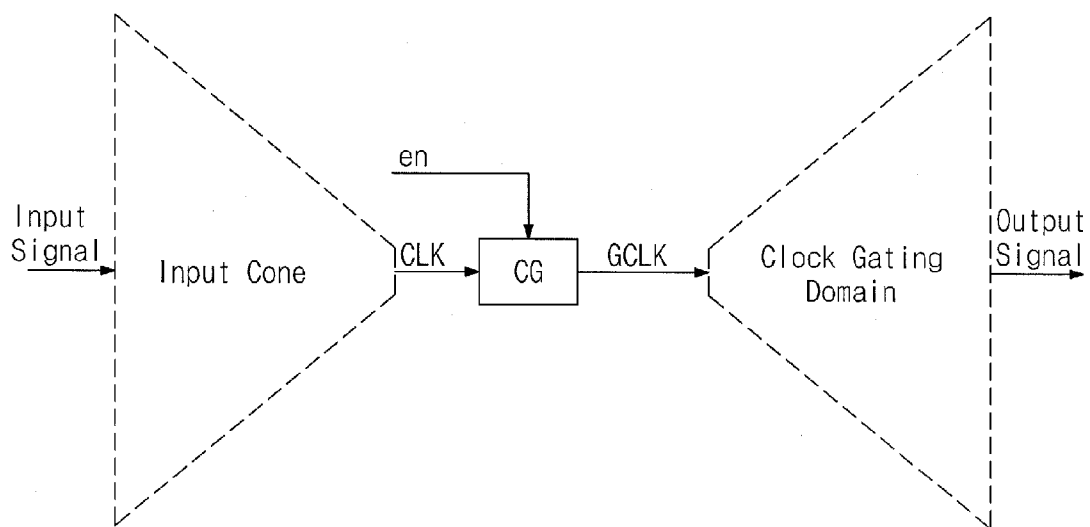 en
Input
Signal
Input Cone
CLK
CG
GCLK
Clock Gating
Domain
Output
Signal